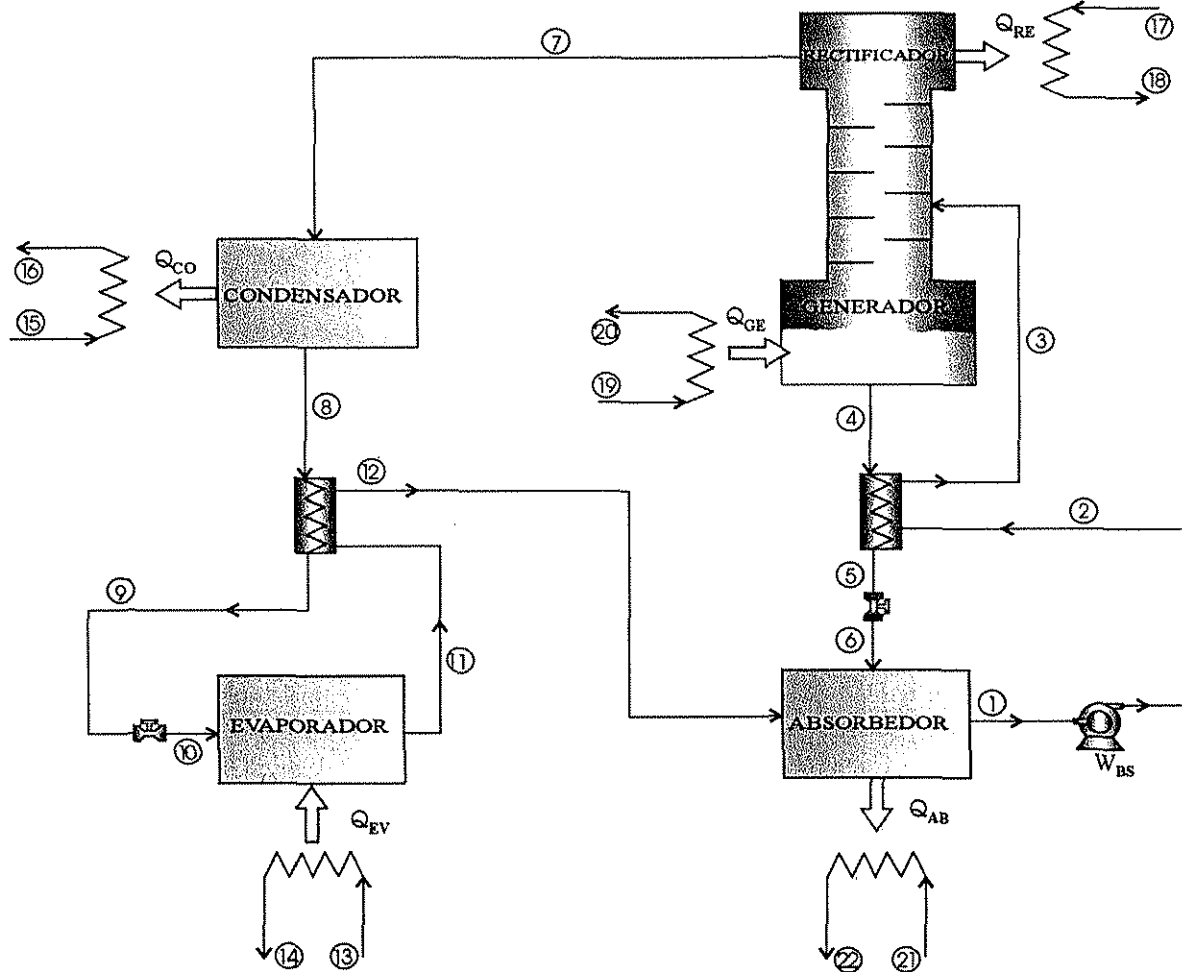 7
RECTIFICADOR
Q_RE
17
18
16
Q_CO
15
CONDENSADOR
20
Q_GE
19
GENERADOR
3
8
4
12
2
9
5
11
6
10
EVAPORADOR
ABSORBEDOR
1
W_BS
Q_EV
Q_AB
14
13
22
21